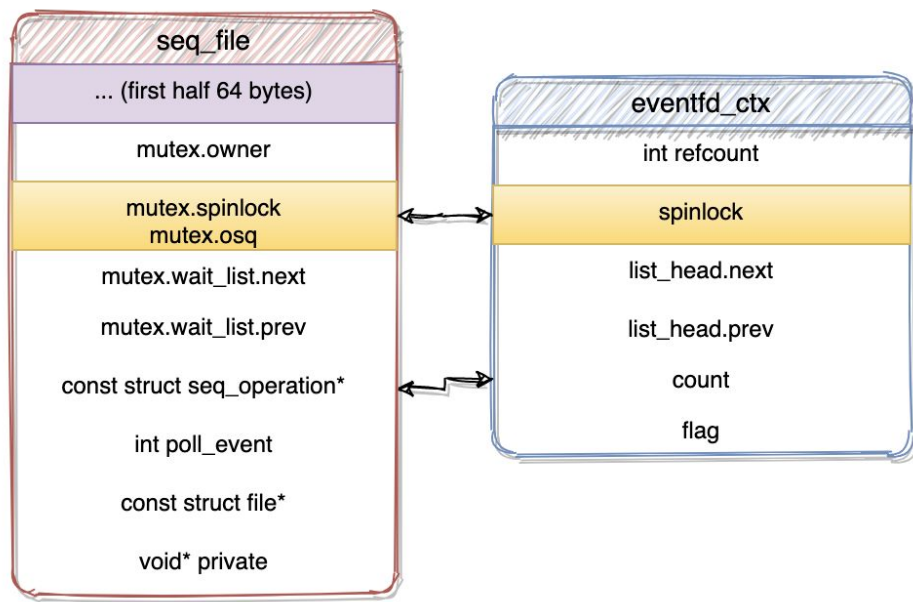 seq_file
... (first half 64 bytes)
mutex.owner
mutex.spinlock
mutex.osq
mutex.wait_list.next
mutex.wait_list.prev
const struct seq_operation*
int poll_event
const struct file*
void* private
eventfd_ctx
int refcount
spinlock
list_head.next
list_head.prev
count
flag